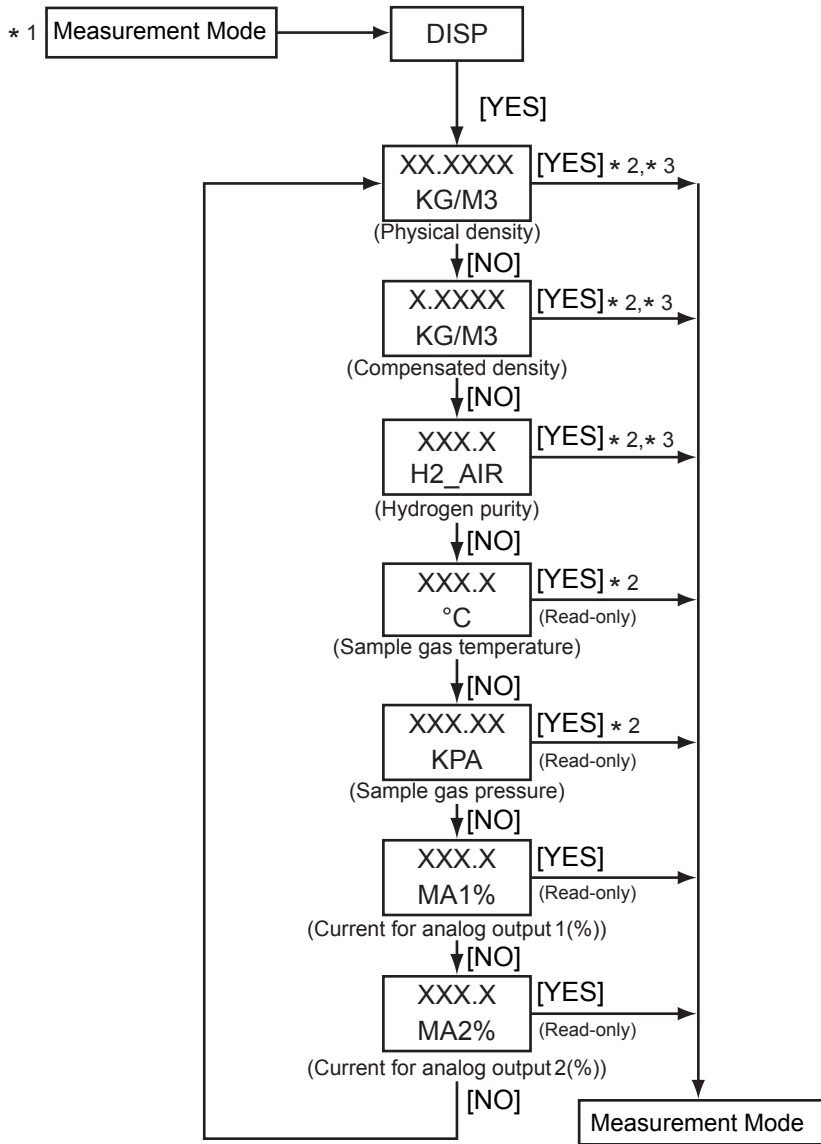 * 1 Measurement Mode DISP
[YES]
XX.XXXX [YES] * 2,* 3
KG/M3
(Physical density)
[NO]
X.XXXX [YES] * 2,* 3
KG/M3
(Compensated density)
[NO]
XXX.X [YES] * 2,* 3
H2_AIR
(Hydrogen purity)
[NO]
XXX.X [YES] * 2
°C (Read-only)
(Sample gas temperature)
[NO]
XXX.XX [YES] * 2
KPA (Read-only)
(Sample gas pressure)
[NO]
XXX.X [YES]
MA1% (Read-only)
(Current for analog output 1(%))
[NO]
XXX.X [YES]
MA2% (Read-only)
(Current for analog output 2(%))
[NO]
Measurement Mode